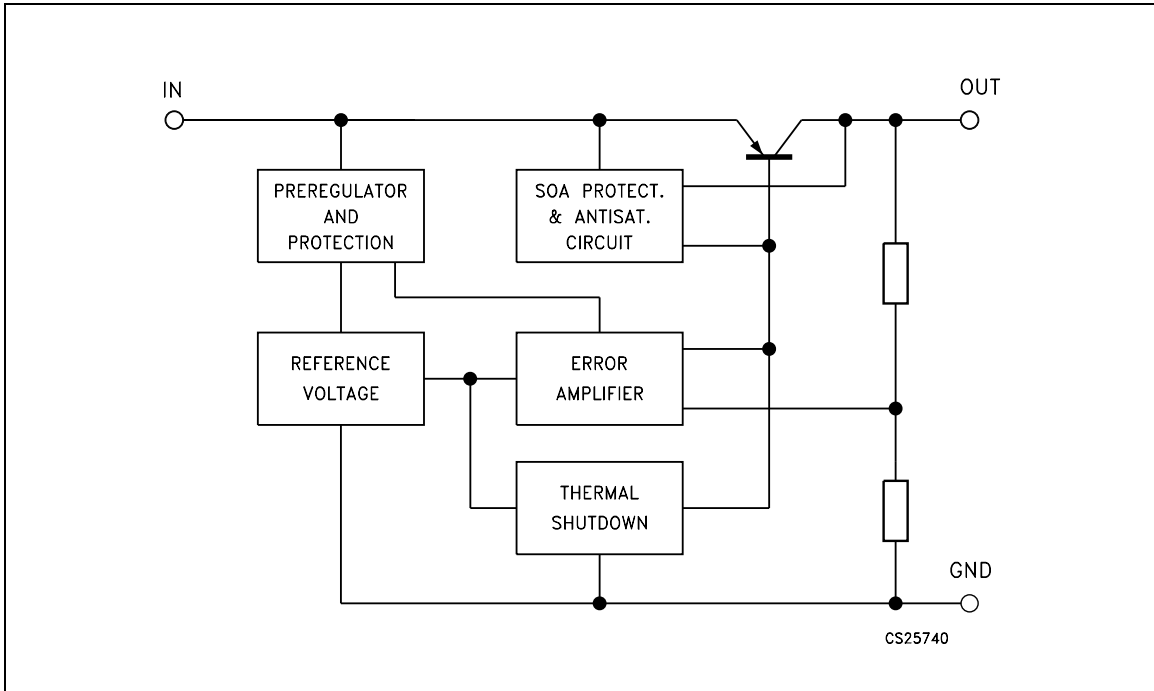 IN
OUT
PREREGULATOR
AND
PROTECTION
SOA PROTECT.
& ANTISAT.
CIRCUIT
REFERENCE
VOLTAGE
ERROR
AMPLIFIER
THERMAL
SHUTDOWN
GND
CS25740